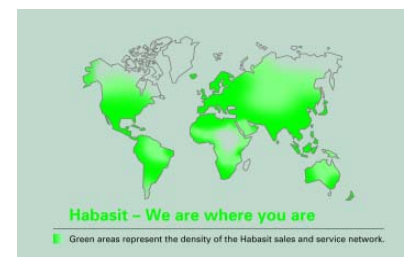 Habasit – We are where you are
Green areas represent the density of the Habasit sales and service network.